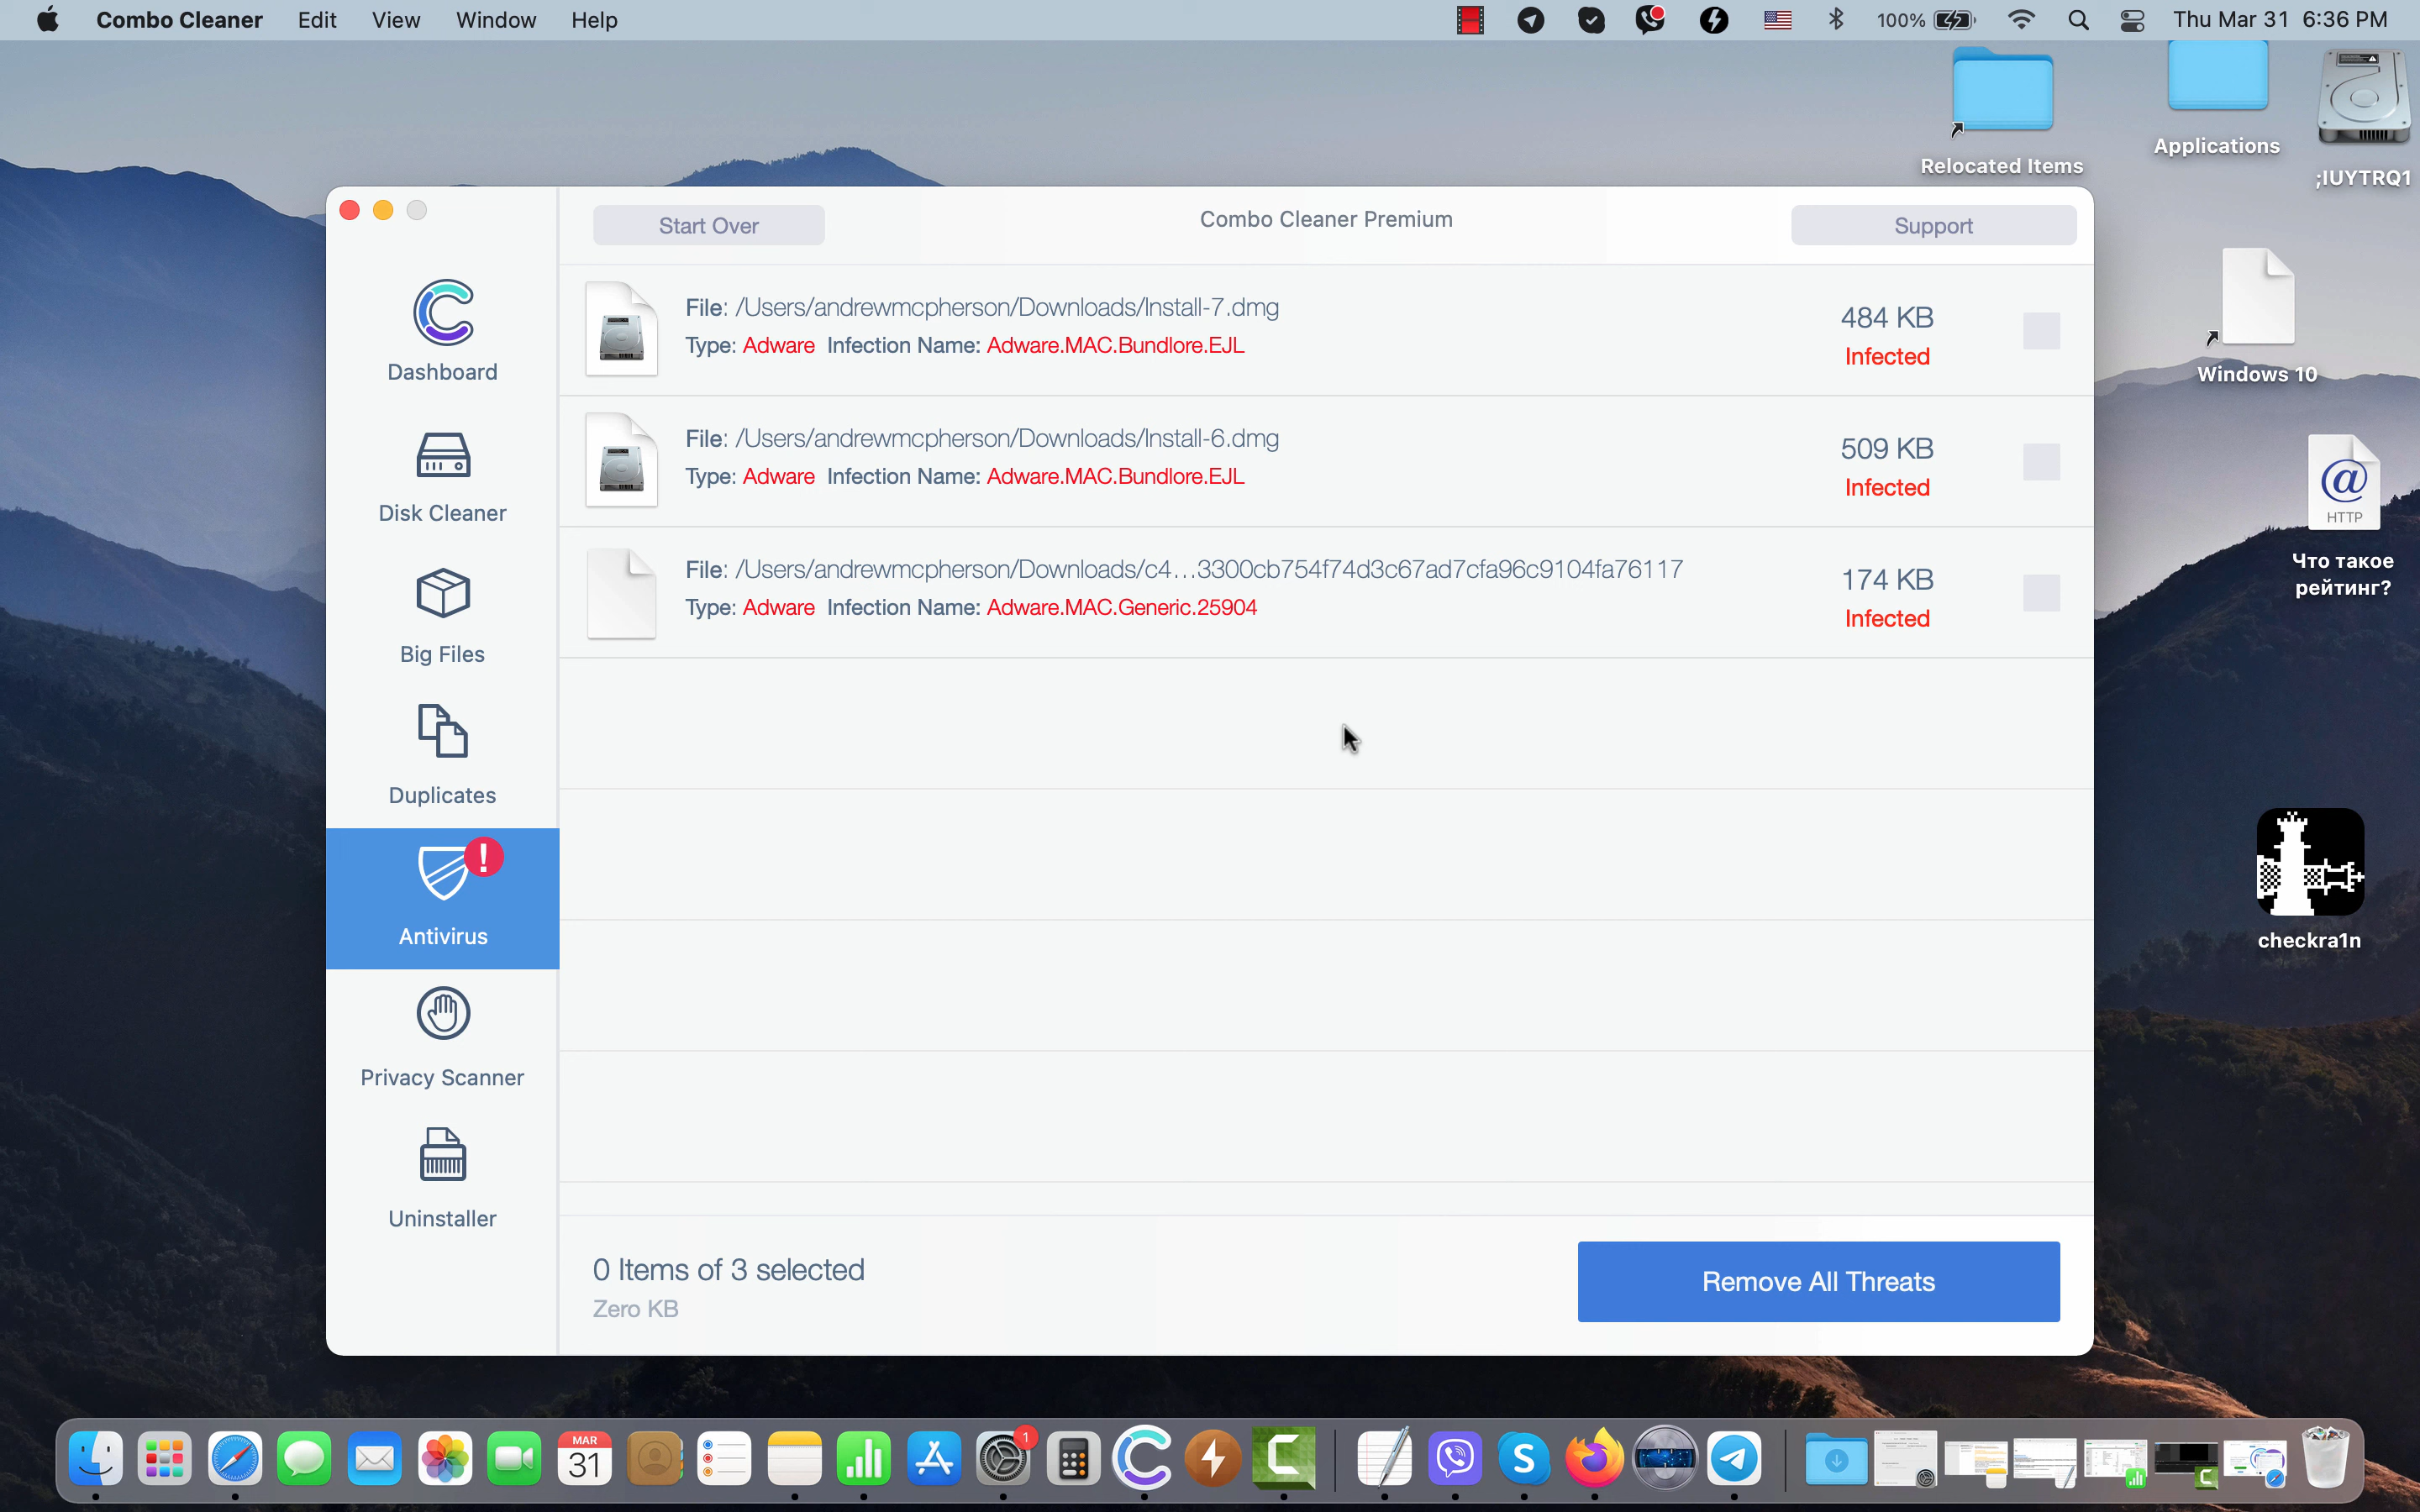 Combo Cleaner Edit View Window Help 100% Thu Mar 31 6:36 PM
Relocated Items
Applications
;IUYTRQ1
Windows 10
HTTP
Что такое
рейтинг?
checkra1n
Start Over
Combo Cleaner Premium
Support
Dashboard
Disk Cleaner
Big Files
Duplicates
!
Antivirus
Privacy Scanner
Uninstaller
File: /Users/andrewmcpherson/Downloads/Install-7.dmg
Type: Adware Infection Name: Adware.MAC.Bundlore.EJL
484 KB
Infected
File: /Users/andrewmcpherson/Downloads/Install-6.dmg
Type: Adware Infection Name: Adware.MAC.Bundlore.EJL
509 KB
Infected
File: /Users/andrewmcpherson/Downloads/c4...3300cb754f74d3c67ad7cfa96c9104fa76117
Type: Adware Infection Name: Adware.MAC.Generic.25904
174 KB
Infected
0 Items of 3 selected
Zero KB
Remove All Threats
MAR
31
1